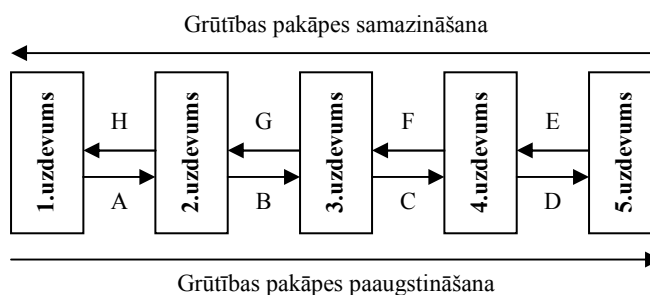 Grūtības pakāpes samazināšana
1.uzdevums
H
A
2.uzdevums
G
B
3.uzdevums
F
C
4.uzdevums
E
D
5.uzdevums
Grūtības pakāpes paaugstināšana